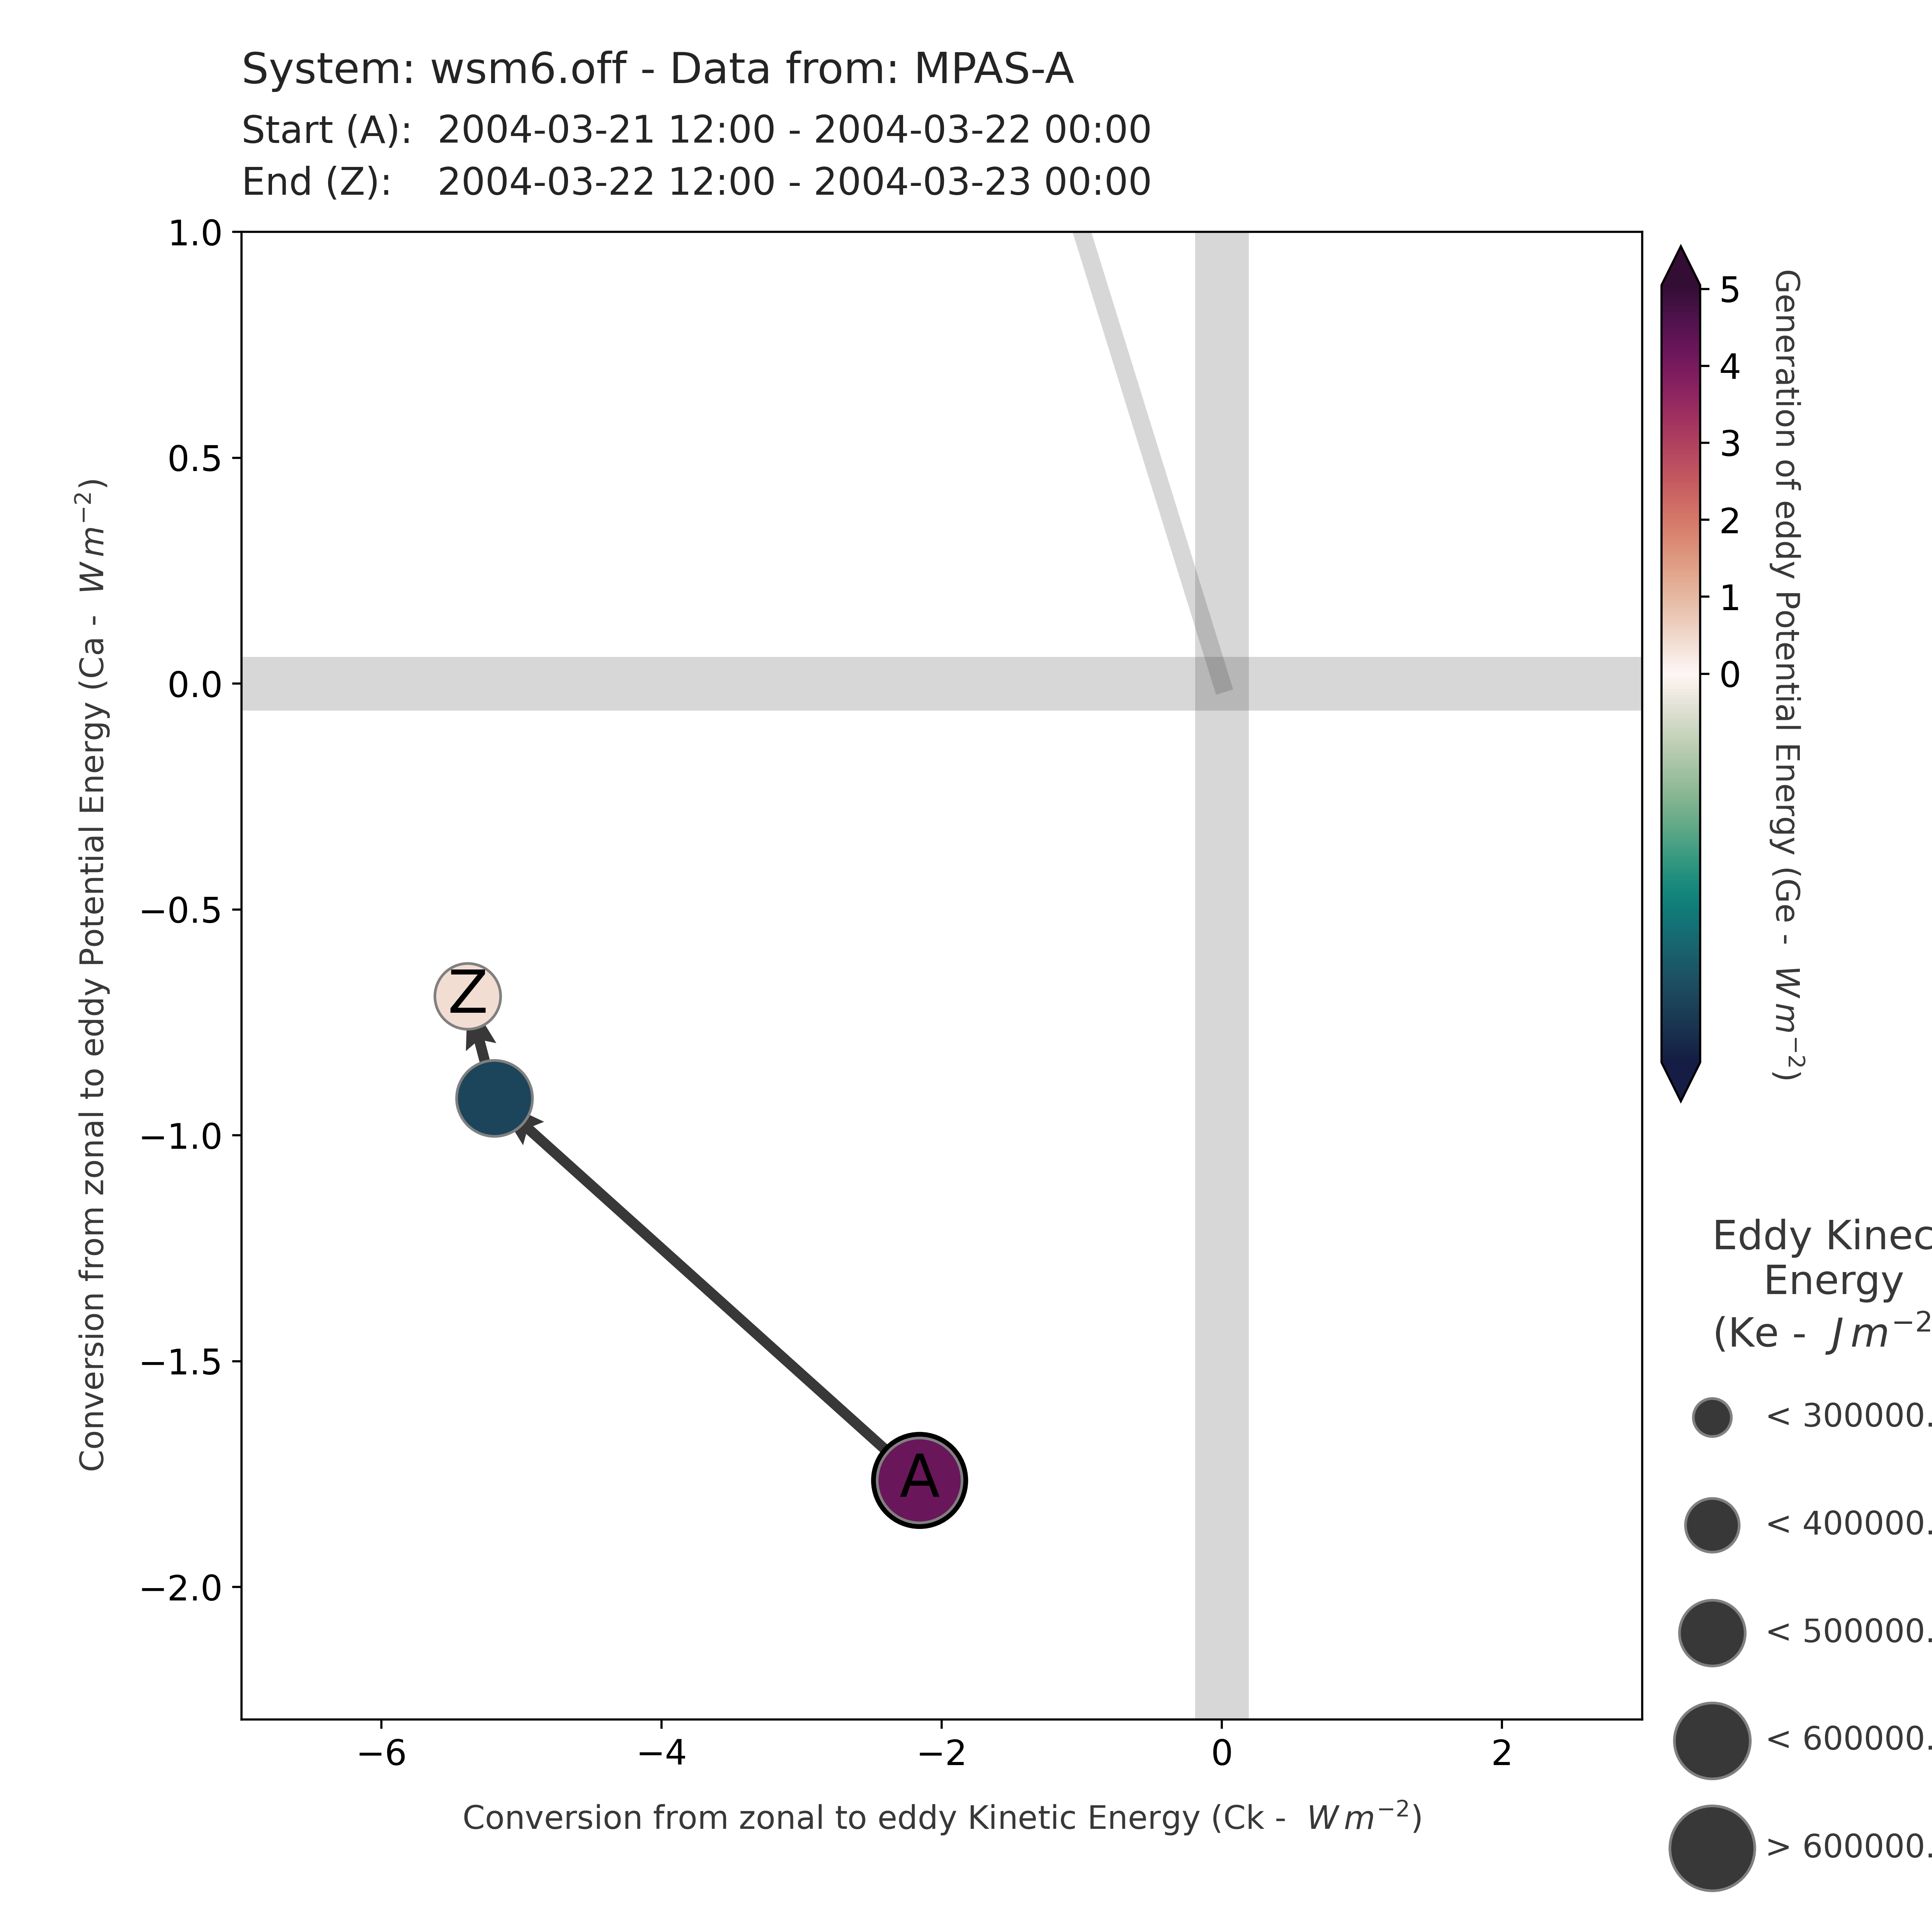 System: wsm6.off - Data from: MPAS-A
Start (A): 2004-03-21 12:00 - 2004-03-22 00:00
End (Z): 2004-03-22 12:00 - 2004-03-23 00:00
1.0
0.5
0.0
−0.5
−1.0
−1.5
−2.0
Conversion from zonal to eddy Potential Energy (Ca - W m⁻²)
Z
A
−6
−4
−2
0
2
Conversion from zonal to eddy Kinetic Energy (Ck - W m⁻²)
5
4
3
2
1
0
Generation of eddy Potential Energy (Ge - W m⁻²)
Eddy Kinec
Energy
(Ke - J m⁻²
< 300000.
< 400000.
< 500000.
< 600000.
> 600000.